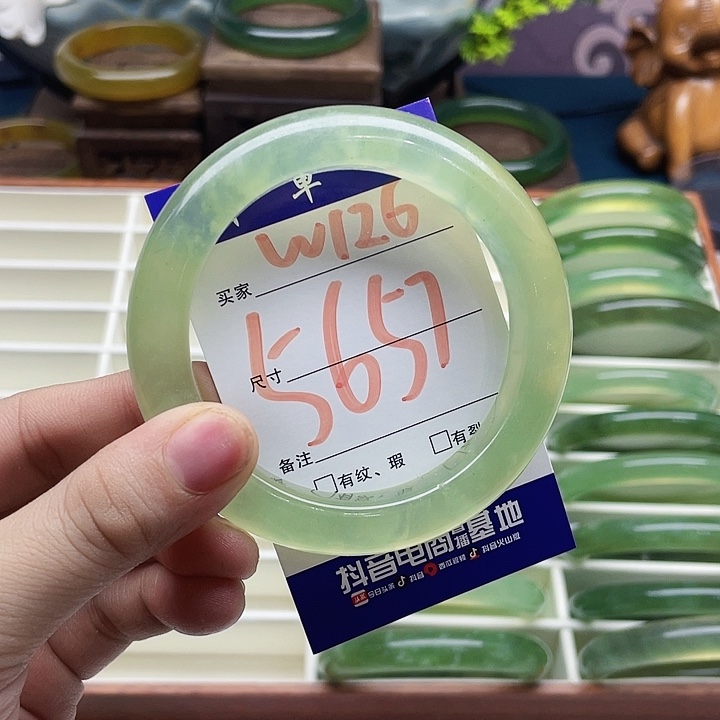 单
W126
买家
5657
尺寸
备注
有纹、瑕
有裂
抖音电商直播基地
今日头条 抖音 西瓜视频 抖音火山版